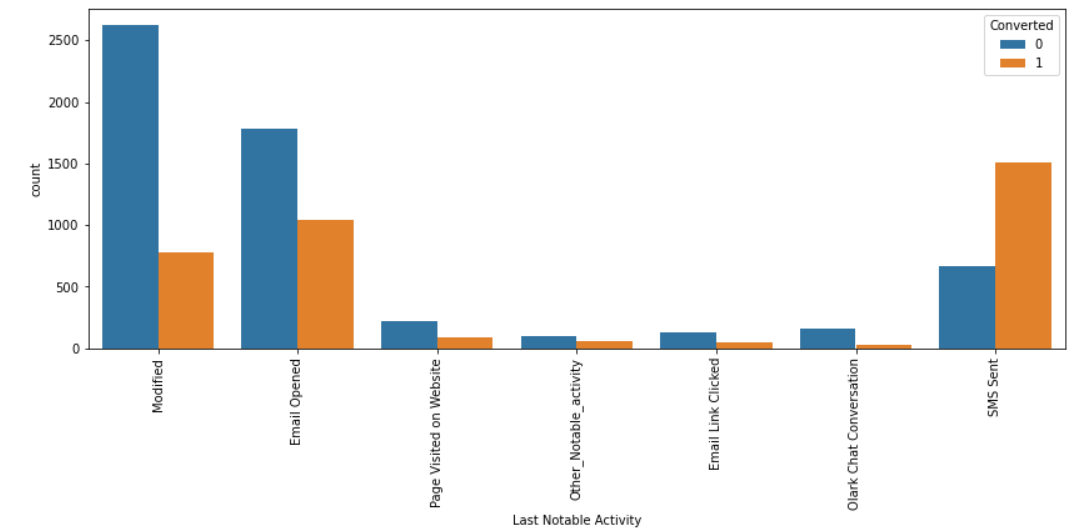 Converted
0
1
2500
2000
1500
1000
500
0
count
Modified
Email Opened
Page Visited on Website
Other_Notable_activity
Email Link Clicked
Olark Chat Conversation
SMS Sent
Last Notable Activity